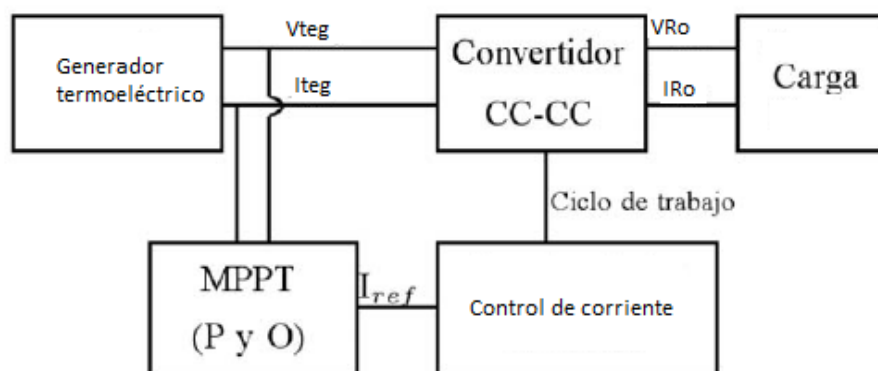 Generador
termoeléctrico
Vteg
Iteg
Convertidor
CC-CC
VRo
IRo
Carga
Ciclo de trabajo
MPPT
(P y O)
Iref
Control de corriente